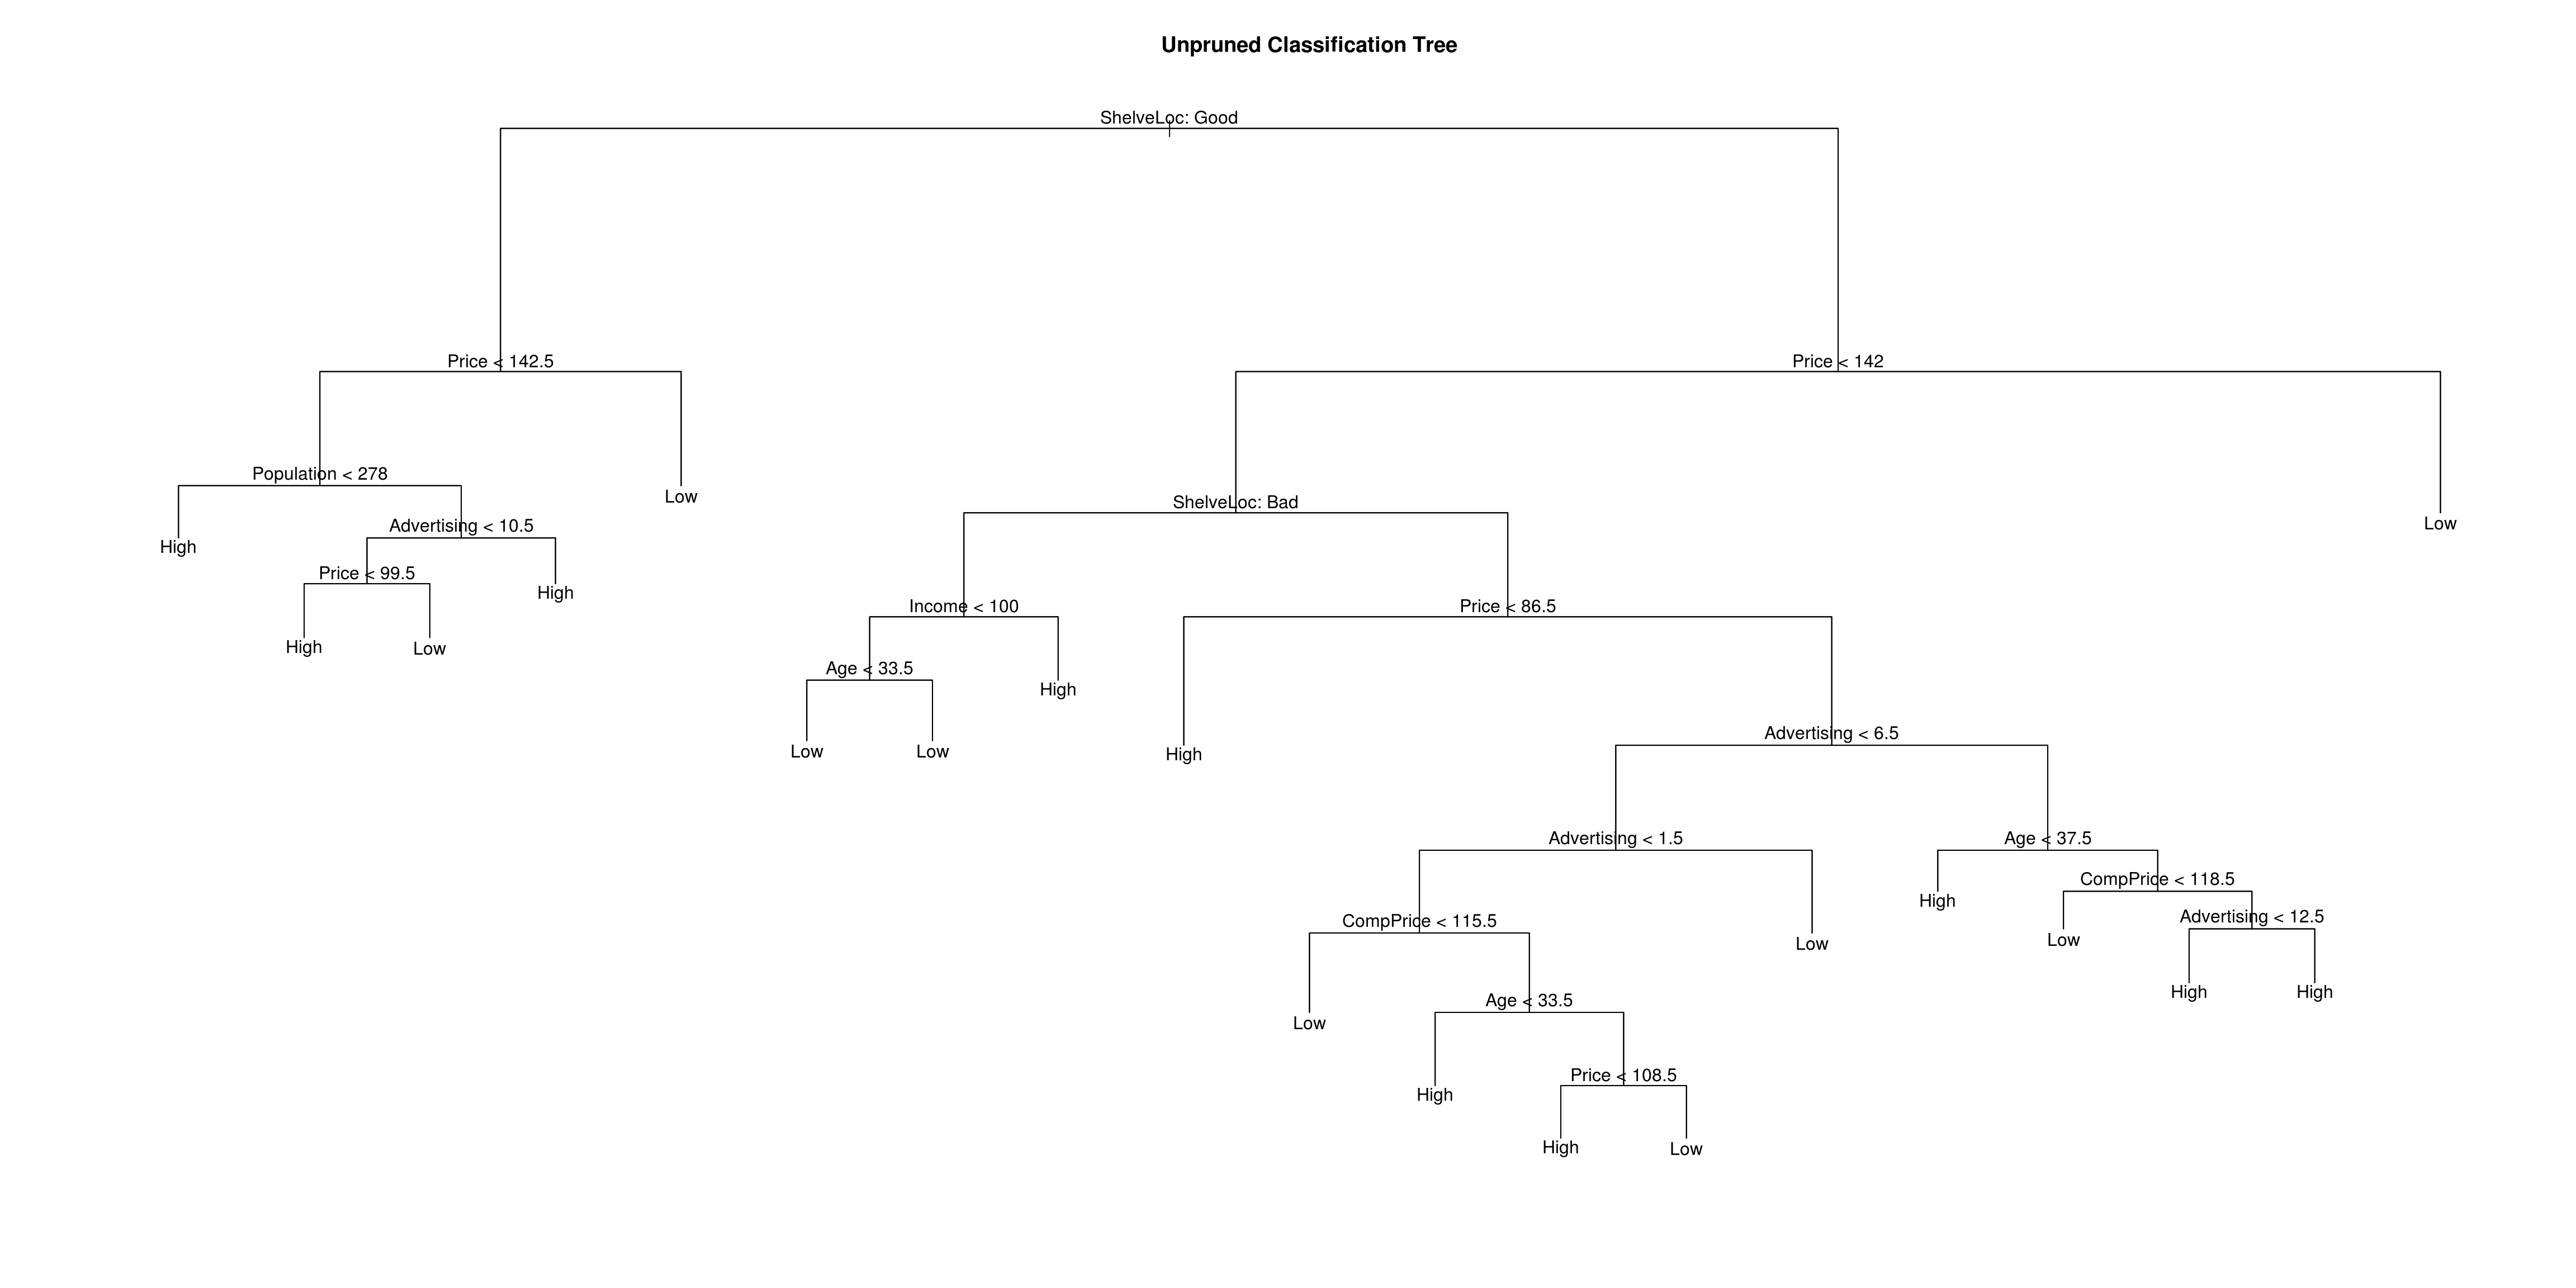 Unpruned Classification Tree
ShelveLoc: Good
Price < 142.5
Price < 142
Population < 278
Low
ShelveLoc: Bad
Low
Advertising < 10.5
High
Price < 99.5
High
Income < 100
Price < 86.5
High
Low
Age < 33.5
High
Low
Low
High
Advertising < 6.5
Advertising < 1.5
Age < 37.5
CompPrice < 118.5
High
CompPrice < 115.5
Low
Low
Advertising < 12.5
High
High
Age < 33.5
Low
Price < 108.5
High
High
Low